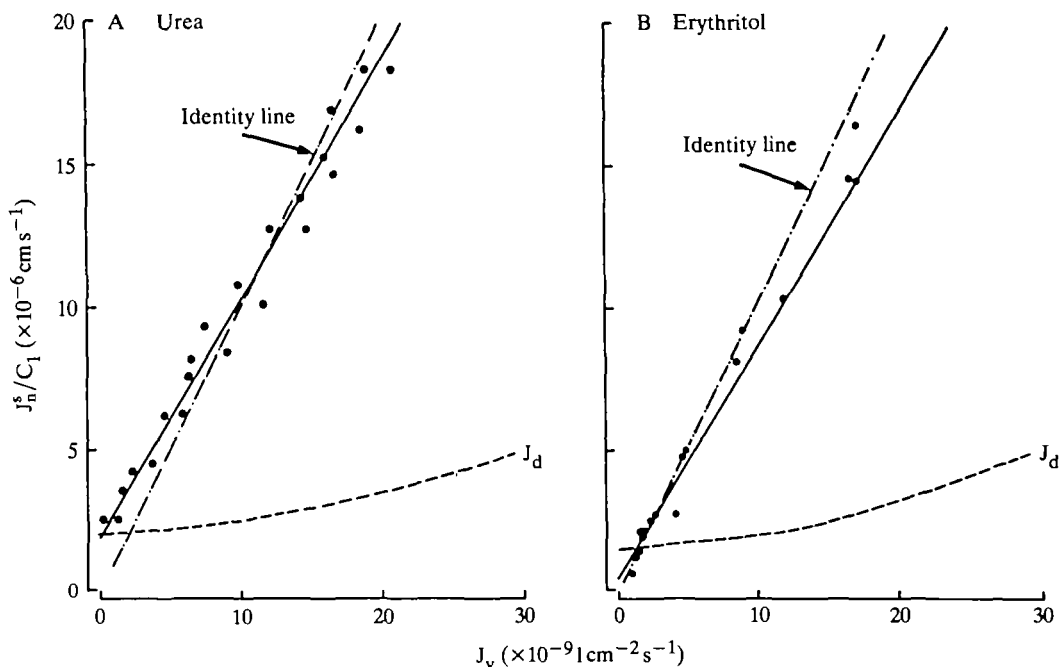 A Urea
B Erythritol
20
15
10
5
0
Identity line
Identity line
J_d
J_d
J_n^s/C_1 (×10^−6 cm s^−1)
0 10 20 30
0 10 20 30
J_v (×10^−9 l cm^−2 s^−1)